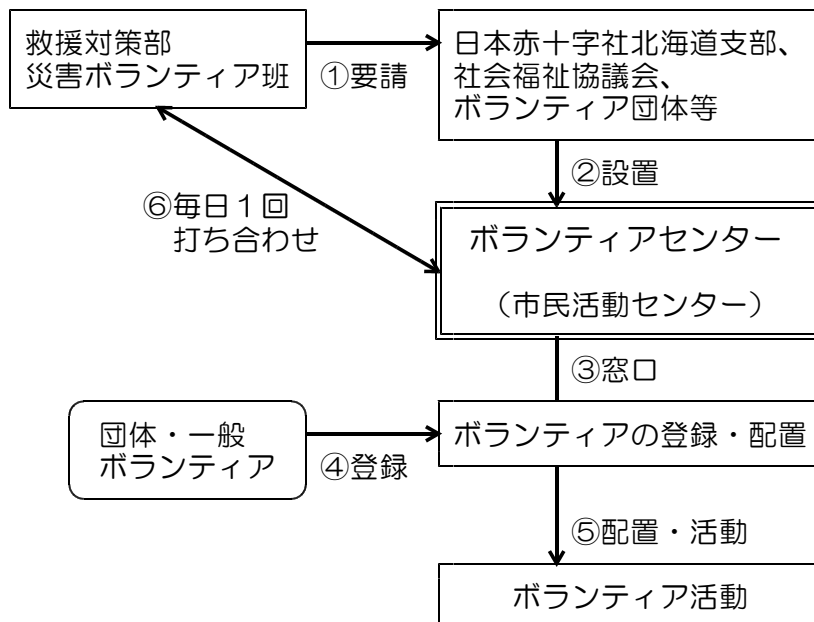 救援対策部
災害ボランティア班
①要請
日本赤十字社北海道支部、
社会福祉協議会、
ボランティア団体等
②設置
⑥毎日１回
打ち合わせ
ボランティアセンター
（市民活動センター）
③窓口
団体・一般
ボランティア
④登録
ボランティアの登録・配置
⑤配置・活動
ボランティア活動